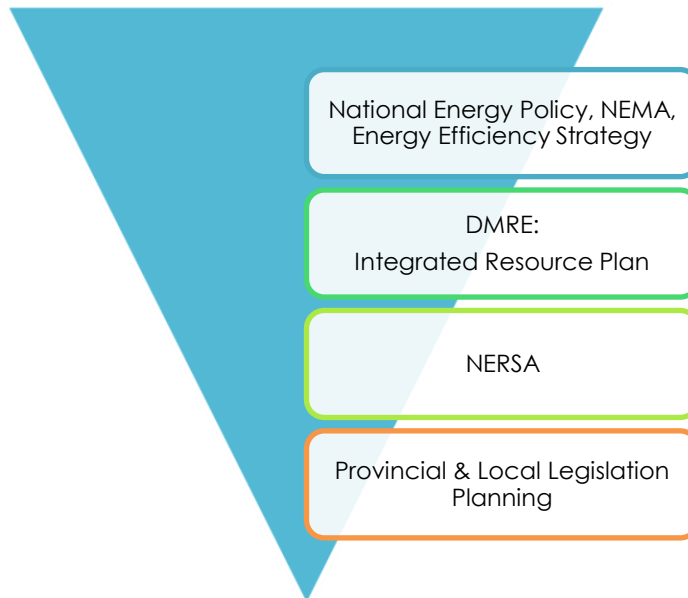 National Energy Policy, NEMA,
Energy Efficiency Strategy
DMRE:
Integrated Resource Plan
NERSA
Provincial & Local Legislation
Planning